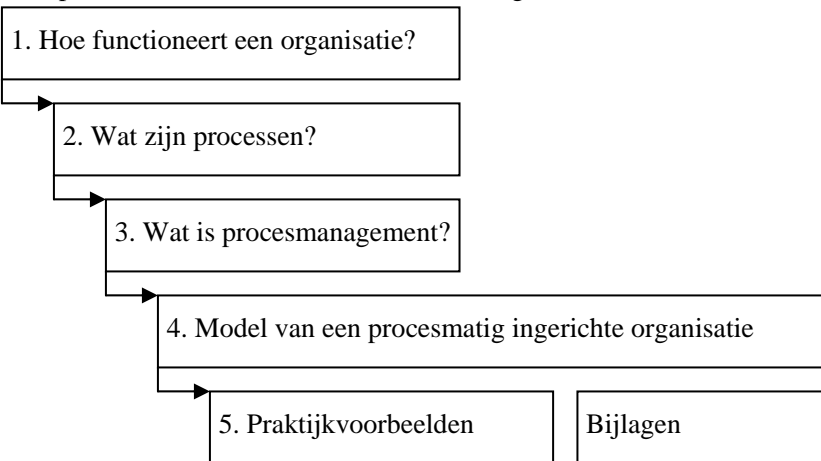 1. Hoe functioneert een organisatie?
2. Wat zijn processen?
3. Wat is procesmanagement?
4. Model van een procesmatig ingerichte organisatie
5. Praktijkvoorbeelden
Bijlagen